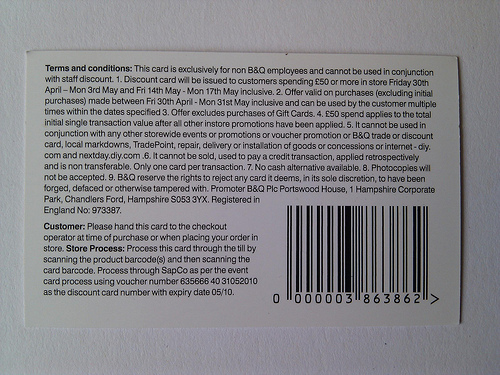 Terms and conditions: This card is exclusively for non B&Q employees and cannot be used in conjunction
with staff discount. 1. Discount card will be issued to customers spending £50 or more in store Friday 30th
April – Mon 3rd May and Fri 14th May - Mon 17th May inclusive. 2. Offer valid on purchases (excluding initial
purchases) made between Fri 30th April - Mon 31st May inclusive and can be used by the customer multiple
times within the dates specified 3. Offer excludes purchases of Gift Cards. 4. £50 spend applies to the total
initial single transaction value after all other instore promotions have been applied. 5. It cannot be used in
conjunction with any other storewide events or promotions or voucher promotion or B&Q trade or discount
card, local markdowns, TradePoint, repair, delivery or installation of goods or concessions or internet - diy.
com and nextday.diy.com .6. It cannot be sold, used to pay a credit transaction, applied retrospectively
and is non transferable. Only one card per transaction. 7. No cash alternative available. 8. Photocopies will
not be accepted. 9. B&Q reserve the rights to reject any card it deems, in its sole discretion, to have been
forged, defaced or otherwise tampered with. Promoter B&Q Plc Portswood House, 1 Hampshire Corporate
Park, Chandlers Ford, Hampshire S053 3YX. Registered in
England No: 973387.
Customer: Please hand this card to the checkout
operator at time of purchase or when placing your order in
store. Store Process: Process this card through the till by
scanning the product barcode(s) and then scanning the
card barcode. Process through SapCo as per the event
card process using voucher number 635666 40 31052010
as the discount card number with expiry date 05/10.
0 000003 863862 >